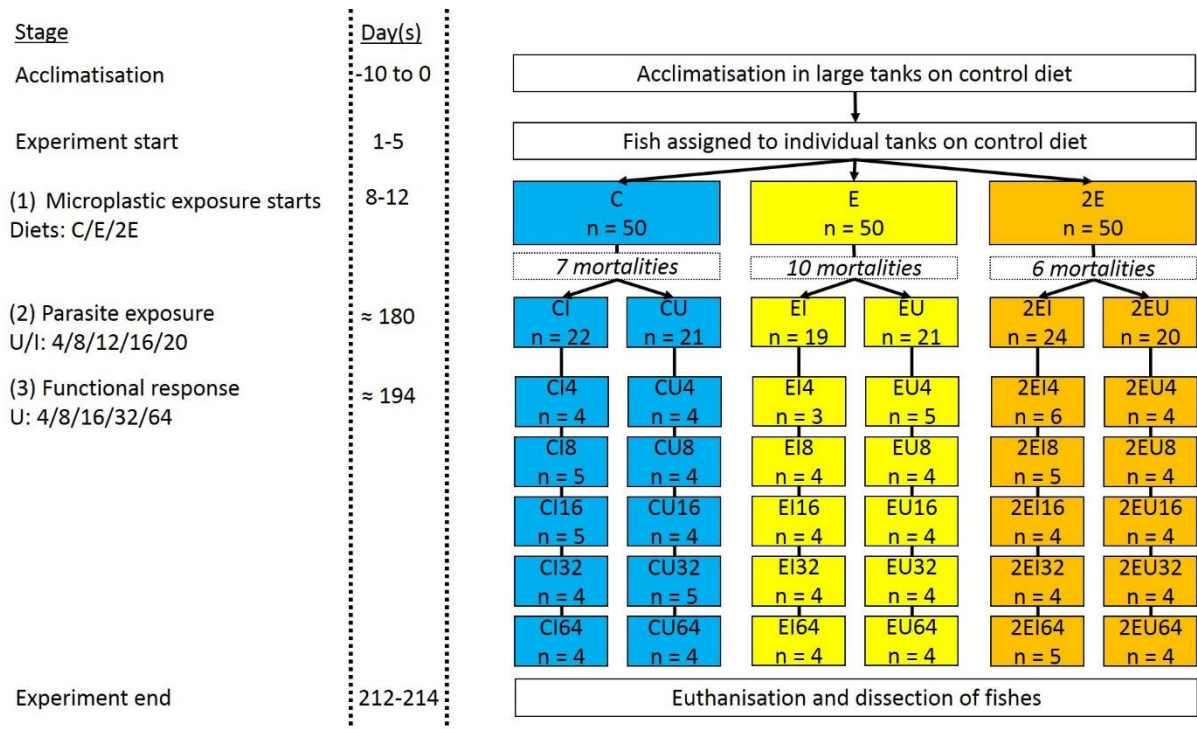 Stage
Day(s)
Acclimatisation
-10 to 0
Acclimatisation in large tanks on control diet
Experiment start
1-5
Fish assigned to individual tanks on control diet
(1) Microplastic exposure starts
Diets: C/E/2E
8-12
C
n = 50
E
n = 50
2E
n = 50
7 mortalities
10 mortalities
6 mortalities
(2) Parasite exposure
U/I: 4/8/12/16/20
≈ 180
CI
n = 22
CU
n = 21
EI
n = 19
EU
n = 21
2EI
n = 24
2EU
n = 20
(3) Functional response
U: 4/8/16/32/64
≈ 194
CI4
n = 4
CU4
n = 4
EI4
n = 3
EU4
n = 5
2EI4
n = 6
2EU4
n = 4
CI8
n = 5
CU8
n = 4
EI8
n = 4
EU8
n = 4
2EI8
n = 5
2EU8
n = 4
CI16
n = 5
CU16
n = 4
EI16
n = 4
EU16
n = 4
2EI16
n = 4
2EU16
n = 4
CI32
n = 4
CU32
n = 5
EI32
n = 4
EU32
n = 4
2EI32
n = 4
2EU32
n = 4
CI64
n = 4
CU64
n = 4
EI64
n = 4
EU64
n = 4
2EI64
n = 5
2EU64
n = 4
Experiment end
212-214
Euthanisation and dissection of fishes